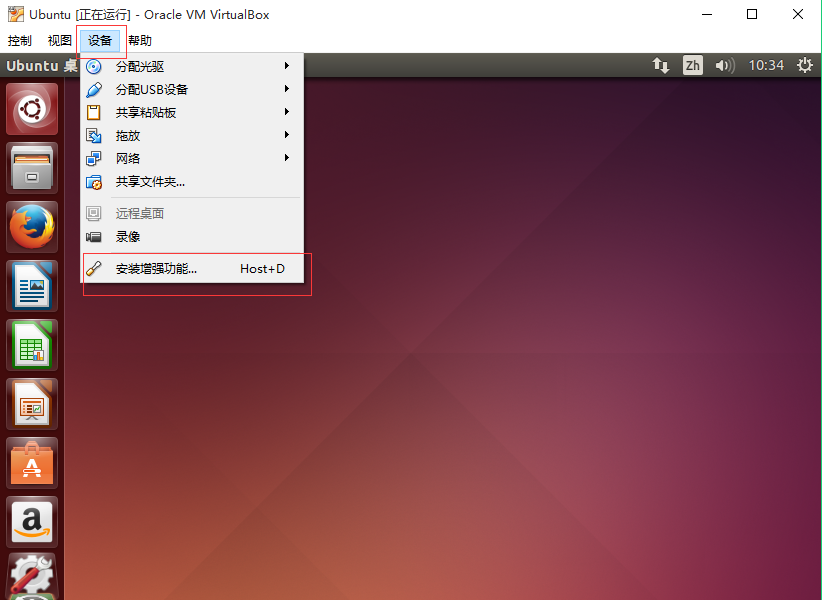 Ubuntu [正在运行] - Oracle VM VirtualBox
控制 视图 设备 帮助
Ubuntu 桌 Zh 10:34
分配光驱
分配USB设备
共享粘贴板
拖放
网络
共享文件夹...
远程桌面
录像
安装增强功能... Host+D